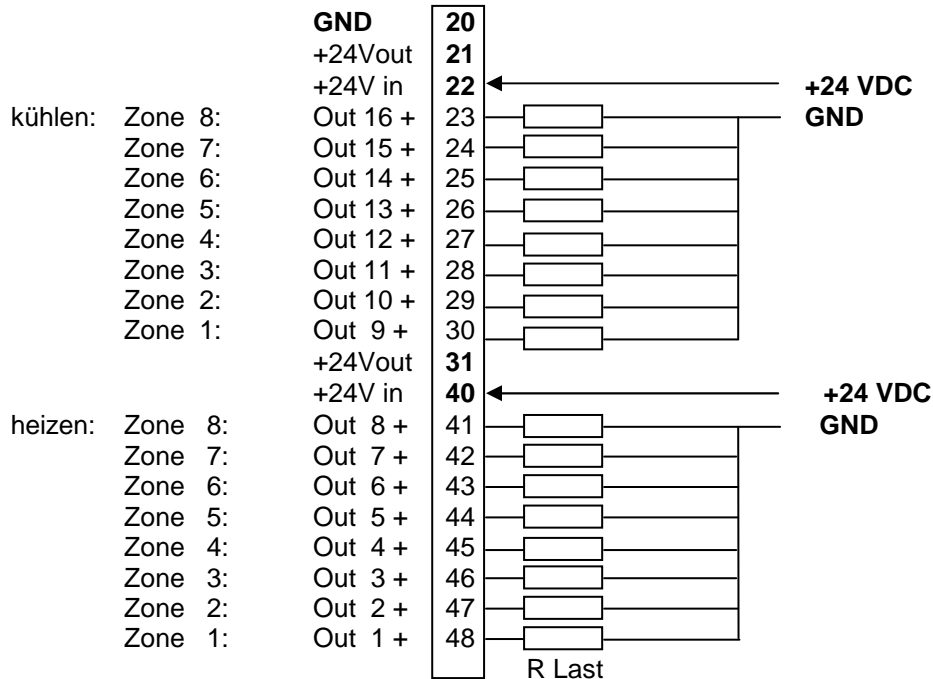 GND 20
+24Vout 21
+24V in 22 +24 VDC
kühlen: Zone 8: Out 16 + 23 GND
Zone 7: Out 15 + 24
Zone 6: Out 14 + 25
Zone 5: Out 13 + 26
Zone 4: Out 12 + 27
Zone 3: Out 11 + 28
Zone 2: Out 10 + 29
Zone 1: Out 9 + 30
+24Vout 31
+24V in 40 +24 VDC
heizen: Zone 8: Out 8 + 41 GND
Zone 7: Out 7 + 42
Zone 6: Out 6 + 43
Zone 5: Out 5 + 44
Zone 4: Out 4 + 45
Zone 3: Out 3 + 46
Zone 2: Out 2 + 47
Zone 1: Out 1 + 48
R Last